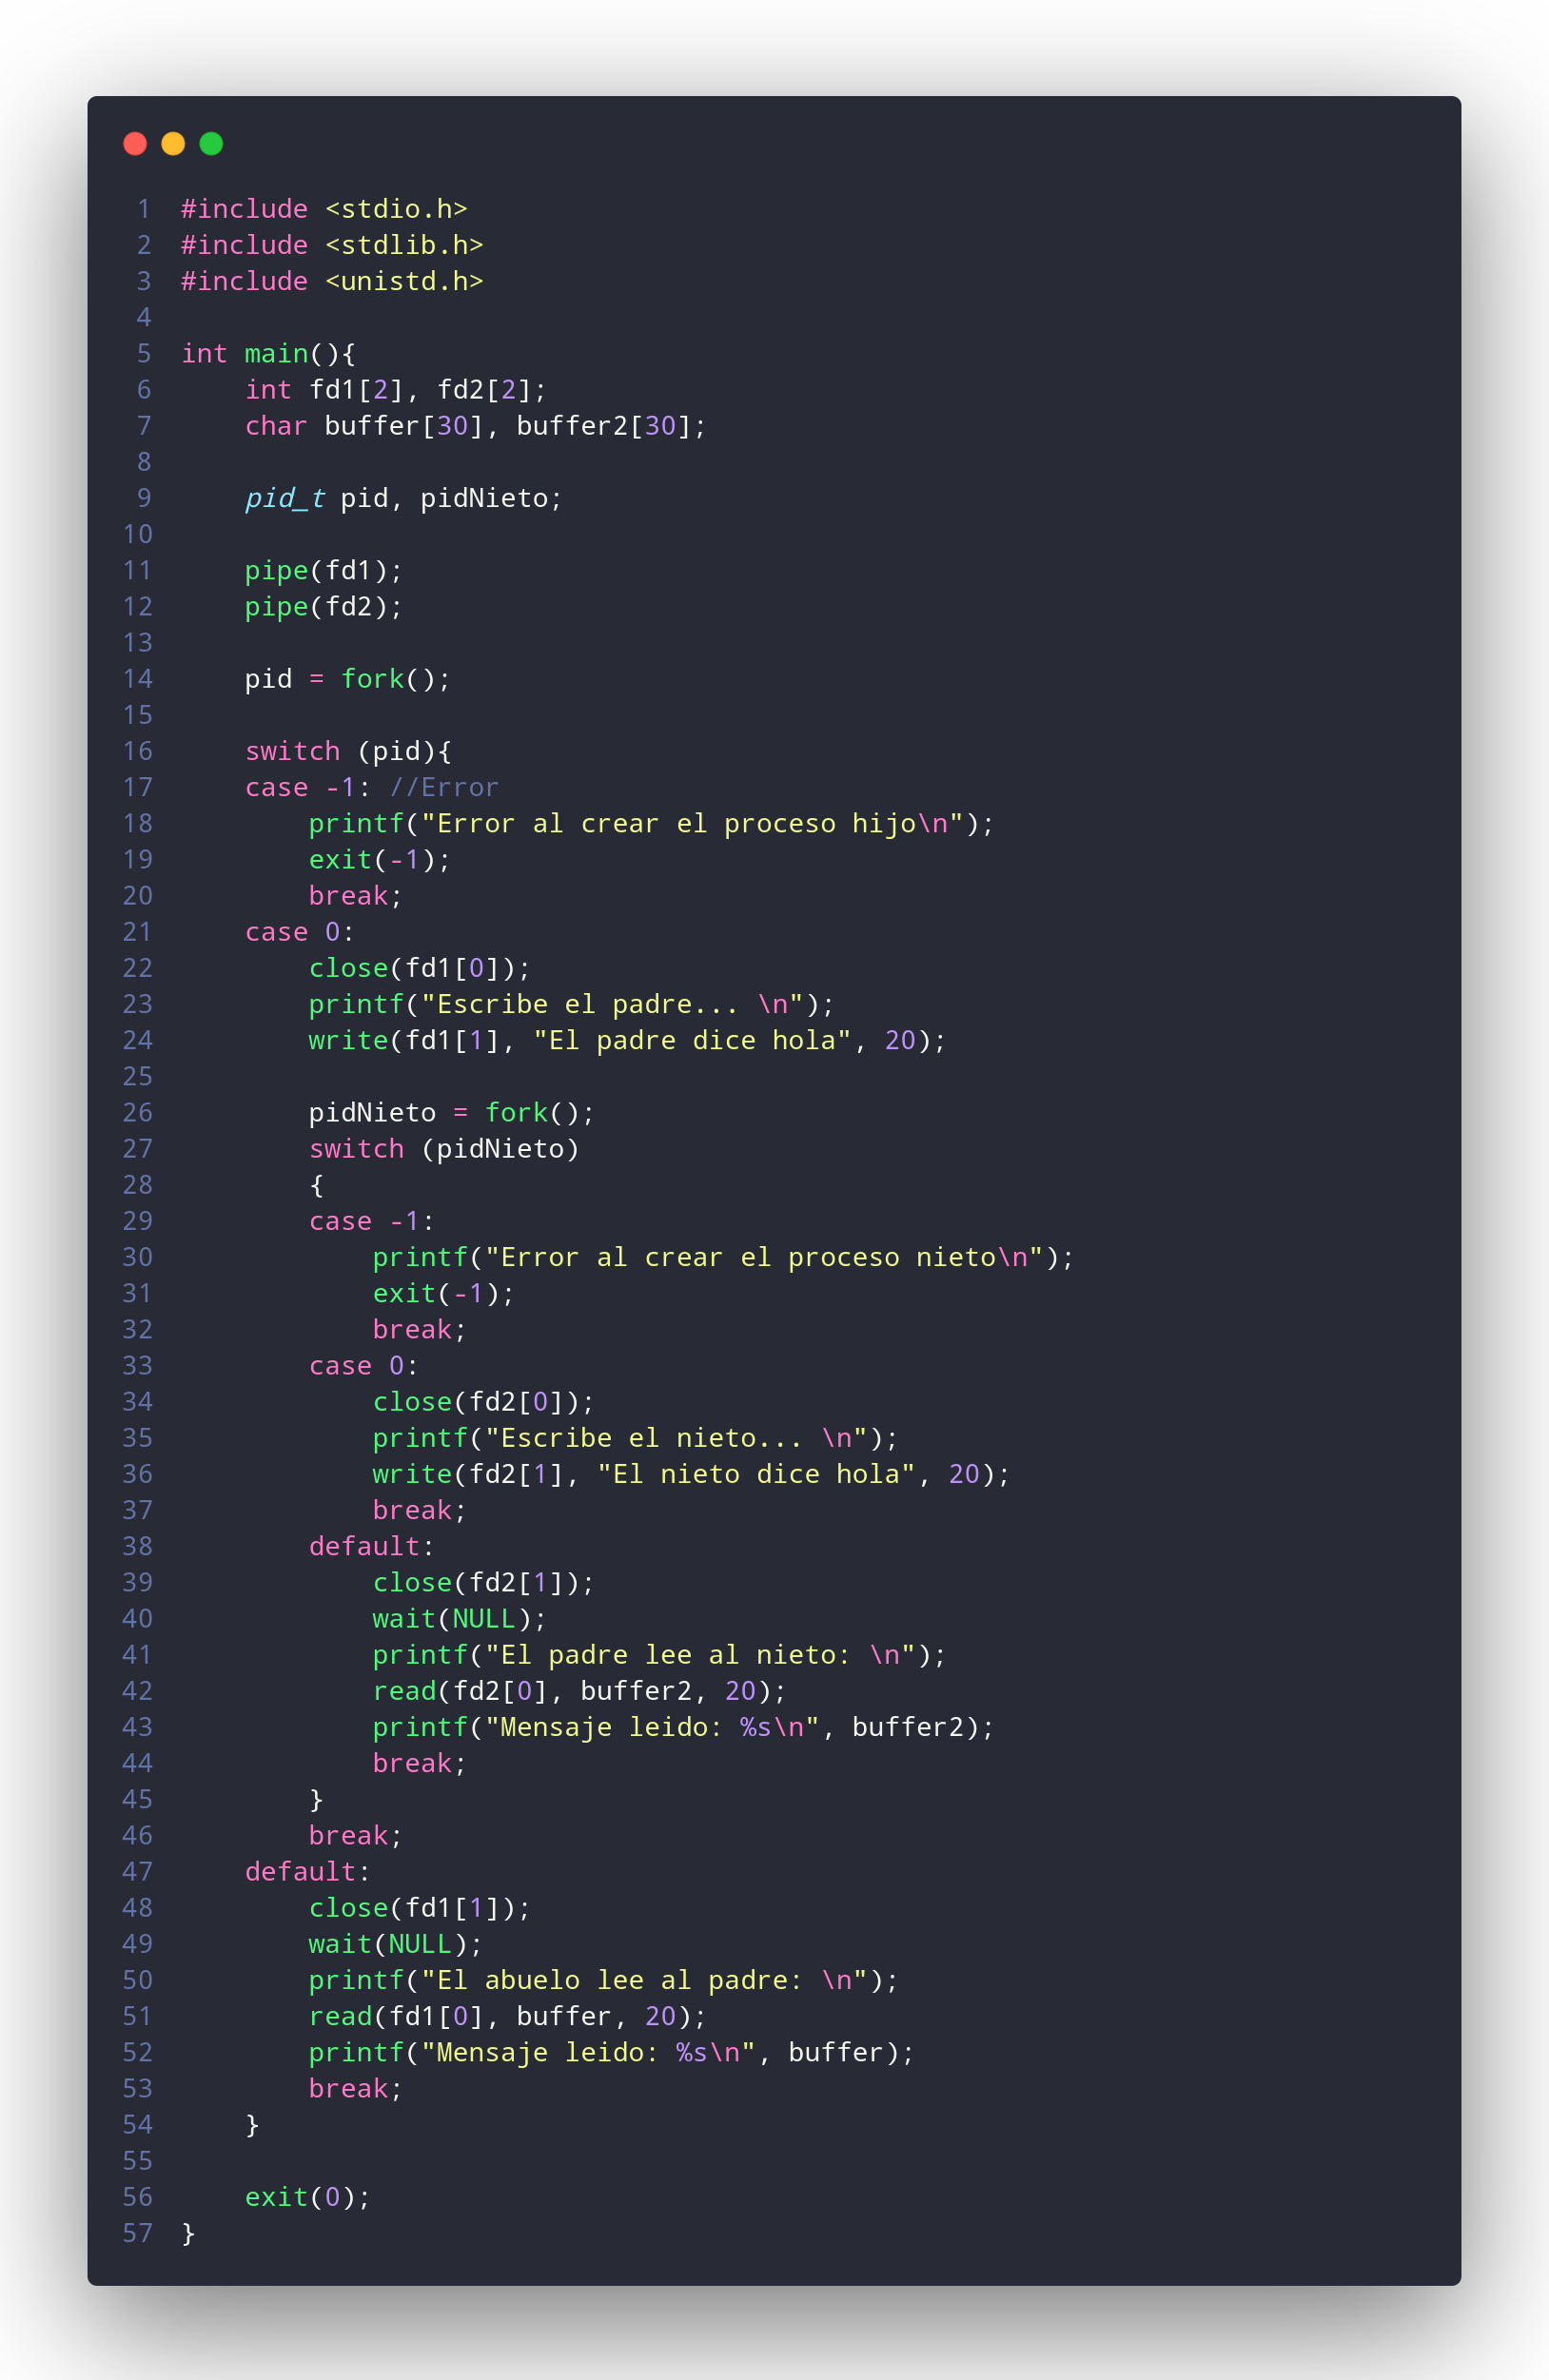 1 #include <stdio.h>
2 #include <stdlib.h>
3 #include <unistd.h>
4
5 int main(){
6     int fd1[2], fd2[2];
7     char buffer[30], buffer2[30];
8
9     pid_t pid, pidNieto;
10
11     pipe(fd1);
12     pipe(fd2);
13
14     pid = fork();
15
16     switch (pid){
17     case -1: //Error
18         printf("Error al crear el proceso hijo\n");
19         exit(-1);
20         break;
21     case 0:
22         close(fd1[0]);
23         printf("Escribe el padre... \n");
24         write(fd1[1], "El padre dice hola", 20);
25
26         pidNieto = fork();
27         switch (pidNieto)
28         {
29         case -1:
30             printf("Error al crear el proceso nieto\n");
31             exit(-1);
32             break;
33         case 0:
34             close(fd2[0]);
35             printf("Escribe el nieto... \n");
36             write(fd2[1], "El nieto dice hola", 20);
37             break;
38         default:
39             close(fd2[1]);
40             wait(NULL);
41             printf("El padre lee al nieto: \n");
42             read(fd2[0], buffer2, 20);
43             printf("Mensaje leido: %s\n", buffer2);
44             break;
45         }
46         break;
47     default:
48         close(fd1[1]);
49         wait(NULL);
50         printf("El abuelo lee al padre: \n");
51         read(fd1[0], buffer, 20);
52         printf("Mensaje leido: %s\n", buffer);
53         break;
54     }
55
56     exit(0);
57 }